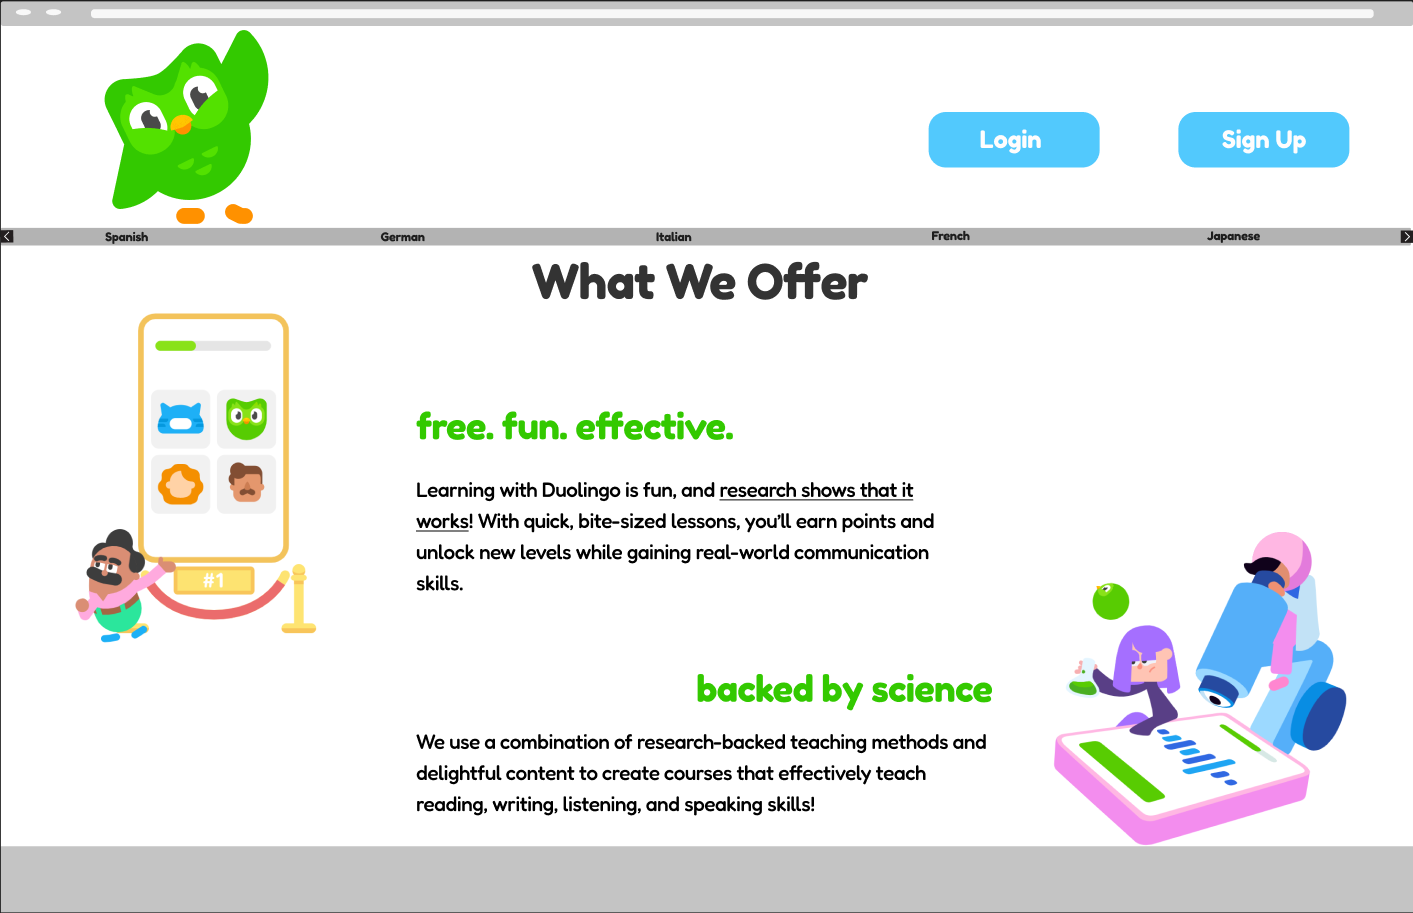 Login
Sign Up
Spanish
German
Italian
French
Japanese
What We Offer
#1
free. fun. effective.
Learning with Duolingo is fun, and research shows that it
works! With quick, bite-sized lessons, you'll earn points and
unlock new levels while gaining real-world communication
skills.
backed by science
We use a combination of research-backed teaching methods and
delightful content to create courses that effectively teach
reading, writing, listening, and speaking skills!